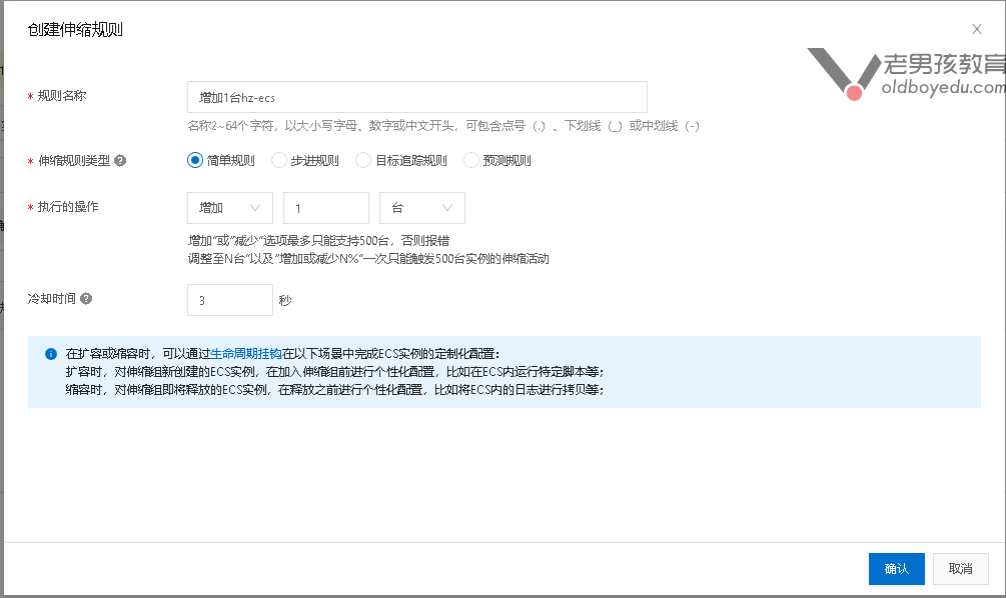 创建伸缩规则
老男孩教育
oldboyedu.com
* 规则名称
增加1台hz-ecs
名称2~64个字符，以大小写字母、数字或中文开头，可包含点号（.）、下划线（_）或中划线（-）
* 伸缩规则类型 简单规则 步进规则 目标追踪规则 预测规则
* 执行的操作 增加 1 台
增加"或"减少"选项最多只能支持500台，否则报错
调整至N台"以及"增加或减少N%"一次只能触发500台实例的伸缩活动
冷却时间 3 秒
在扩容或缩容时，可以通过生命周期挂钩在以下场景中完成ECS实例的定制化配置：
扩容时，对伸缩组新创建的ECS实例，在加入伸缩组前进行个性化配置，比如在ECS内运行特定脚本等；
缩容时，对伸缩组即将释放的ECS实例，在释放之前进行个性化配置，比如将ECS内的日志进行拷贝等；
确认 取消